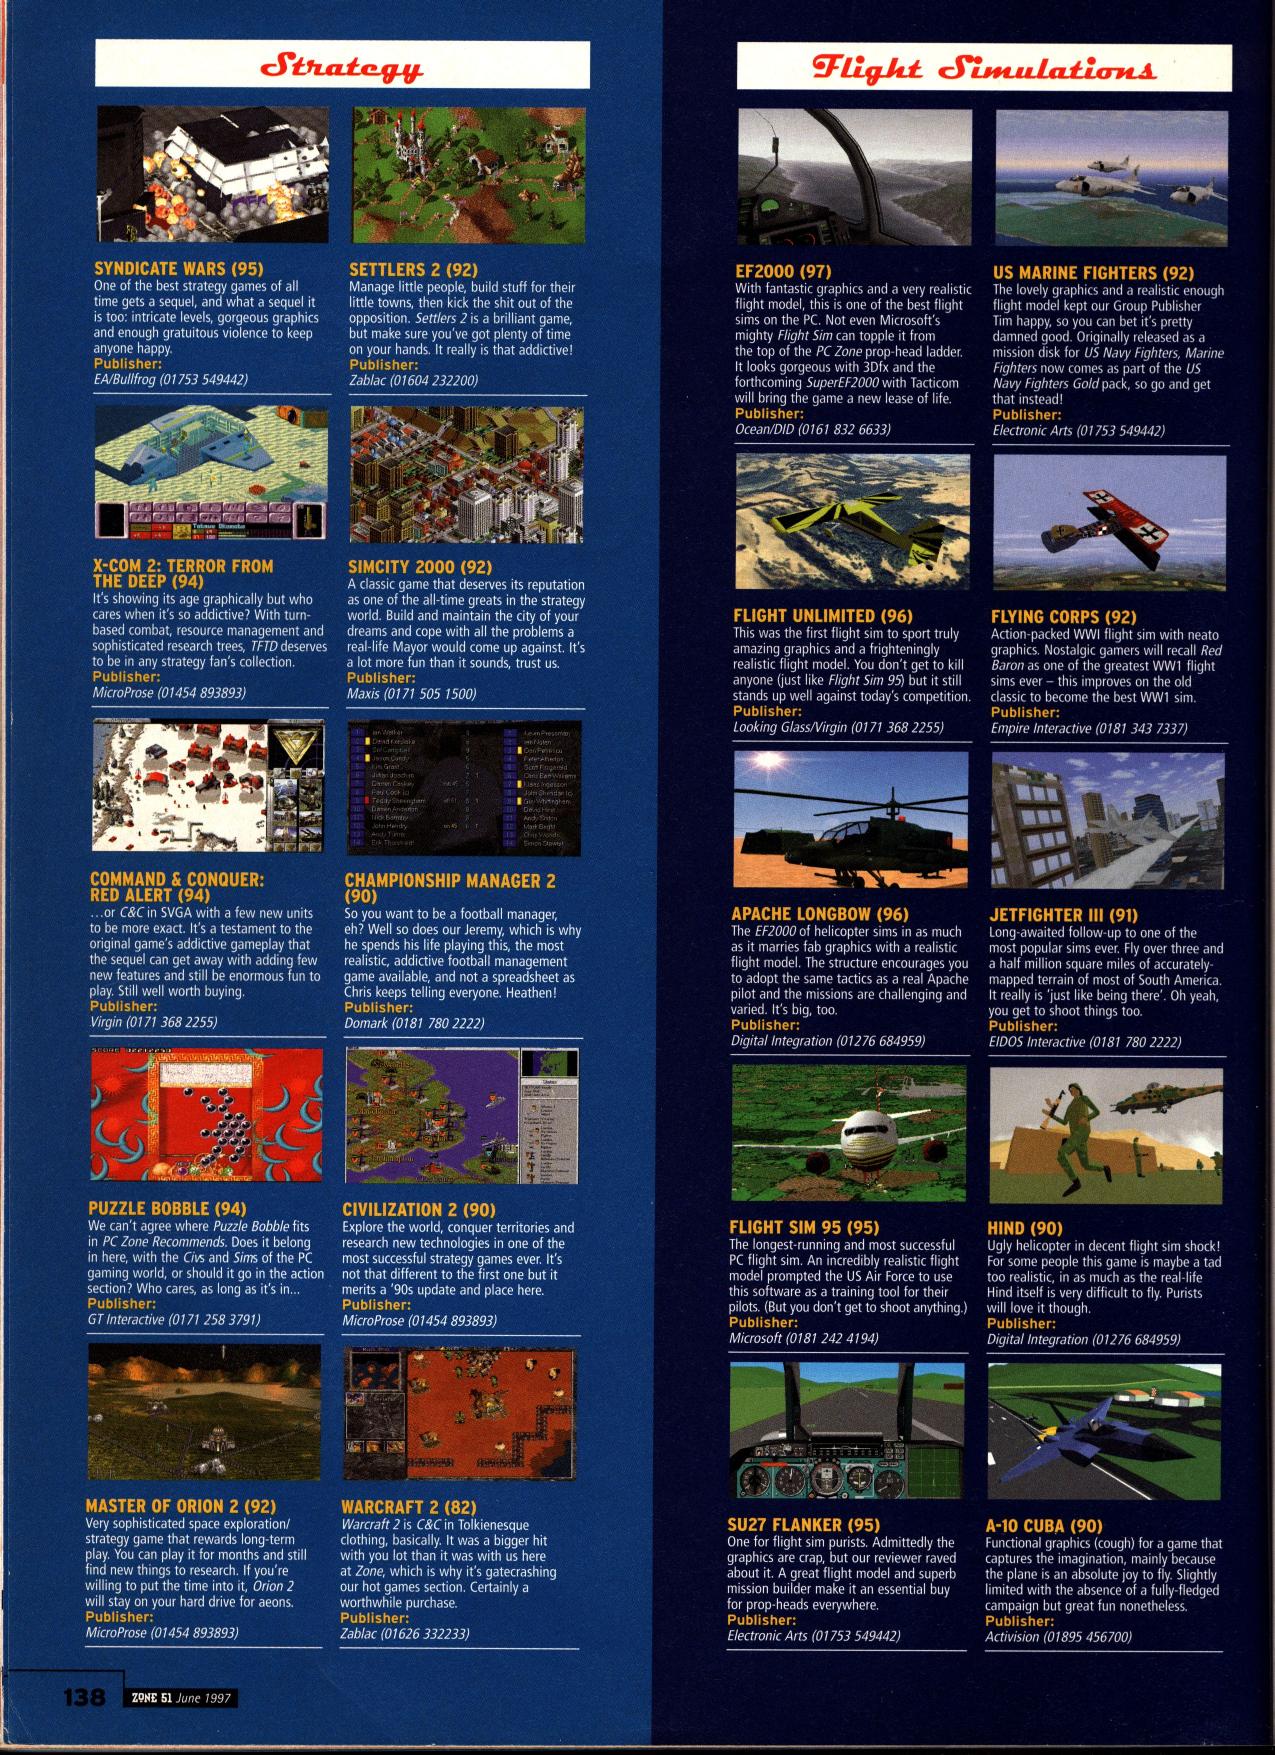 Strategy
SYNDICATE WARS (95)
One of the best strategy games of all
time gets a sequel, and what a sequel it
is too: intricate levels, gorgeous graphics
and enough gratuitous violence to keep
anyone happy.
Publisher:
EA/Bullfrog (01753 549442)
SETTLERS 2 (92)
Manage little people, build stuff for their
little towns, then kick the shit out of the
opposition. Settlers 2 is a brilliant game,
but make sure you've got plenty of time
on your hands. It really is that addictive!
Publisher:
Zablac (01604 232200)
X-COM 2: TERROR FROM
THE DEEP (94)
It's showing its age graphically but who
cares when it's so addictive? With turn-
based combat, resource management and
sophisticated research trees, TFTD deserves
to be in any strategy fan's collection.
Publisher:
MicroProse (01454 893893)
SIMCITY 2000 (92)
A classic game that deserves its reputation
as one of the all-time greats in the strategy
world. Build and maintain the city of your
dreams and cope with all the problems a
real-life Mayor would come up against. It's
a lot more fun than it sounds, trust us.
Publisher:
Maxis (0171 505 1500)
COMMAND & CONQUER:
RED ALERT (94)
...or C&C in SVGA with a few new units
to be more exact. It's a testament to the
original game's addictive gameplay that
the sequel can get away with adding few
new features and still be enormous fun to
play. Still well worth buying.
Publisher:
Virgin (0171 368 2255)
CHAMPIONSHIP MANAGER 2
(90)
So you want to be a football manager,
eh? Well so does our Jeremy, which is why
he spends his life playing this, the most
realistic, addictive football management
game available, and not a spreadsheet as
Chris keeps telling everyone. Heathen!
Publisher:
Domark (0181 780 2222)
PUZZLE BOBBLE (94)
We can't agree where Puzzle Bobble fits
in PC Zone Recommends. Does it belong
in here, with the Civs and Sims of the PC
gaming world, or should it go in the action
section? Who cares, as long as it's in...
Publisher:
GT Interactive (0171 258 3791)
CIVILIZATION 2 (90)
Explore the world, conquer territories and
research new technologies in one of the
most successful strategy games ever. It's
not that different to the first one but it
merits a '90s update and place here.
Publisher:
MicroProse (01454 893893)
MASTER OF ORION 2 (92)
Very sophisticated space exploration/
strategy game that rewards long-term
play. You can play it for months and still
find new things to research. If you're
willing to put the time into it, Orion 2
will stay on your hard drive for aeons.
Publisher:
MicroProse (01454 893893)
WARCRAFT 2 (82)
Warcraft 2 is C&C in Tolkienesque
clothing, basically. It was a bigger hit
with you lot than it was with us here
at Zone, which is why it's gatecrashing
our hot games section. Certainly a
worthwhile purchase.
Publisher:
Zablac (01626 332233)
Flight Simulations
EF2000 (97)
With fantastic graphics and a very realistic
flight model, this is one of the best flight
sims on the PC. Not even Microsoft's
mighty Flight Sim can topple it from
the top of the PC Zone prop-head ladder.
It looks gorgeous with 3Dfx and the
forthcoming SuperEF2000 with Tacticom
will bring the game a new lease of life.
Publisher:
Ocean/DID (0161 832 6633)
US MARINE FIGHTERS (92)
The lovely graphics and a realistic enough
flight model kept our Group Publisher
Tim happy, so you can bet it's pretty
damned good. Originally released as a
mission disk for US Navy Fighters, Marine
Fighters now comes as part of the US
Navy Fighters Gold pack, so go and get
that instead!
Publisher:
Electronic Arts (01753 549442)
FLIGHT UNLIMITED (96)
This was the first flight sim to sport truly
amazing graphics and a frighteningly
realistic flight model. You don't get to kill
anyone (just like Flight Sim 95) but it still
stands up well against today's competition.
Publisher:
Looking Glass/Virgin (0171 368 2255)
FLYING CORPS (92)
Action-packed WWI flight sim with neato
graphics. Nostalgic gamers will recall Red
Baron as one of the greatest WW1 flight
sims ever – this improves on the old
classic to become the best WW1 sim.
Publisher:
Empire Interactive (0181 343 7337)
APACHE LONGBOW (96)
The EF2000 of helicopter sims in as much
as it marries fab graphics with a realistic
flight model. The structure encourages you
to adopt the same tactics as a real Apache
pilot and the missions are challenging and
varied. It's big, too.
Publisher:
Digital Integration (01276 684959)
JETFIGHTER III (91)
Long-awaited follow-up to one of the
most popular sims ever. Fly over three and
a half million square miles of accurately-
mapped terrain of most of South America.
It really is 'just like being there'. Oh yeah,
you get to shoot things too.
Publisher:
EIDOS Interactive (0181 780 2222)
FLIGHT SIM 95 (95)
The longest-running and most successful
PC flight sim. An incredibly realistic flight
model prompted the US Air Force to use
this software as a training tool for their
pilots. (But you don't get to shoot anything.)
Publisher:
Microsoft (0181 242 4194)
HIND (90)
Ugly helicopter in decent flight sim shock!
For some people this game is maybe a tad
too realistic, in as much as the real-life
Hind itself is very difficult to fly. Purists
will love it though.
Publisher:
Digital Integration (01276 684959)
SU27 FLANKER (95)
One for flight sim purists. Admittedly the
graphics are crap, but our reviewer raved
about it. A great flight model and superb
mission builder make it an essential buy
for prop-heads everywhere.
Publisher:
Electronic Arts (01753 549442)
A-10 CUBA (90)
Functional graphics (cough) for a game that
captures the imagination, mainly because
the plane is an absolute joy to fly. Slightly
limited with the absence of a fully-fledged
campaign but great fun nonetheless.
Publisher:
Activision (01895 456700)
138 ZONE 51 June 1997